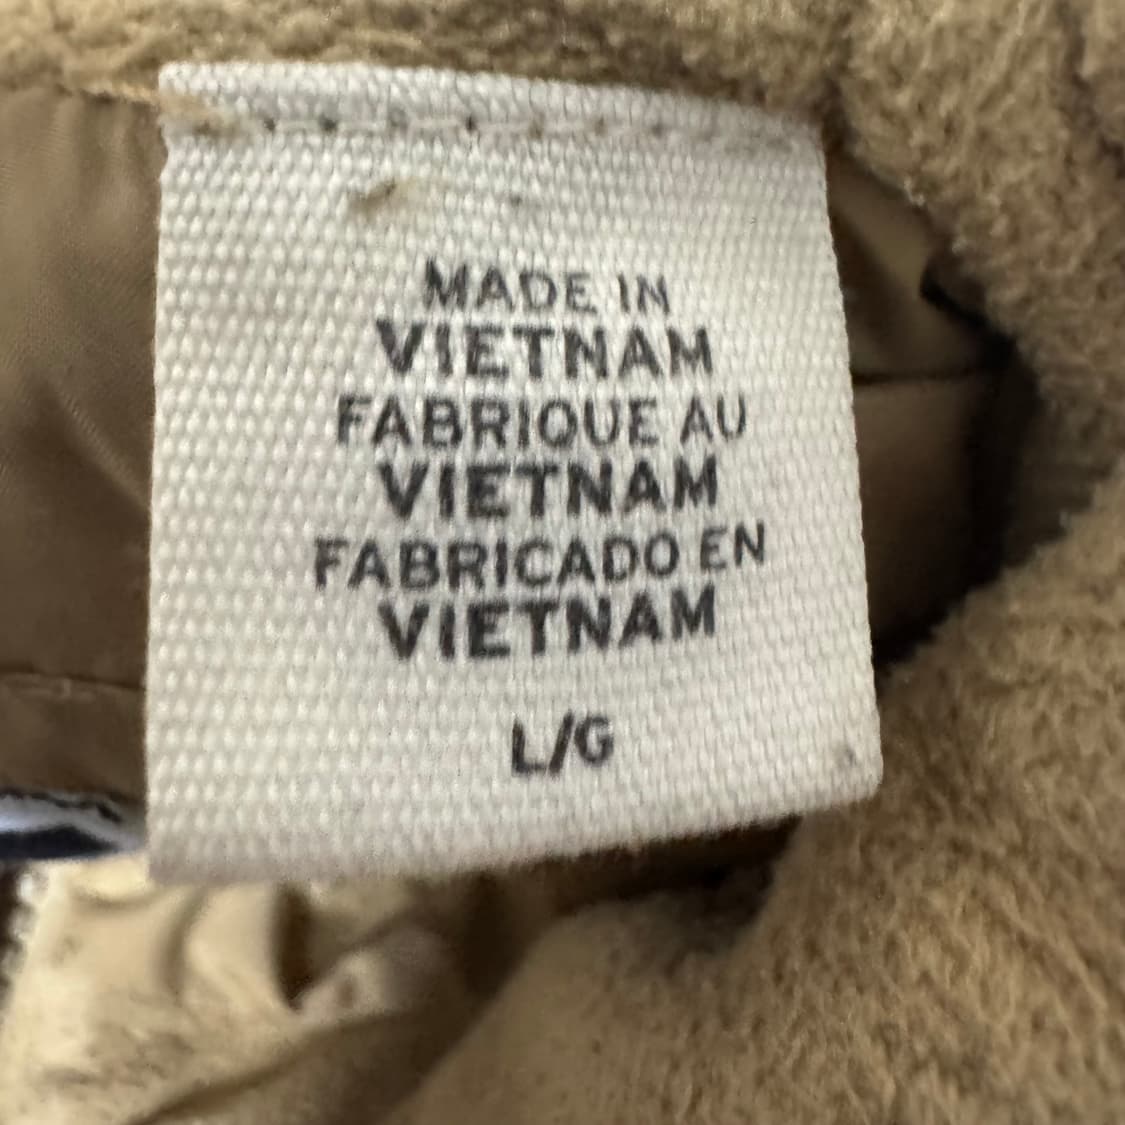 MADE IN
VIETNAM
FABRIQUE AU
VIETNAM
FABRICADO EN
VIETNAM
L/G